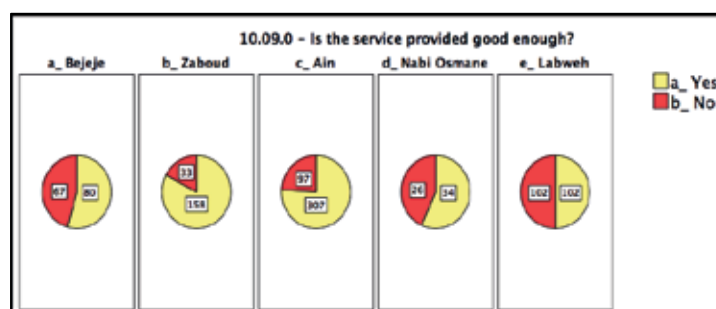 10.09.0 – Is the service provided good enough?
a_ Bejeje b_ Zaboud c_ Ain d_ Nabi Osmane e_ Labweh
a_ Yes
b_ No
67 80
33 158
97 307
26 34
102 102